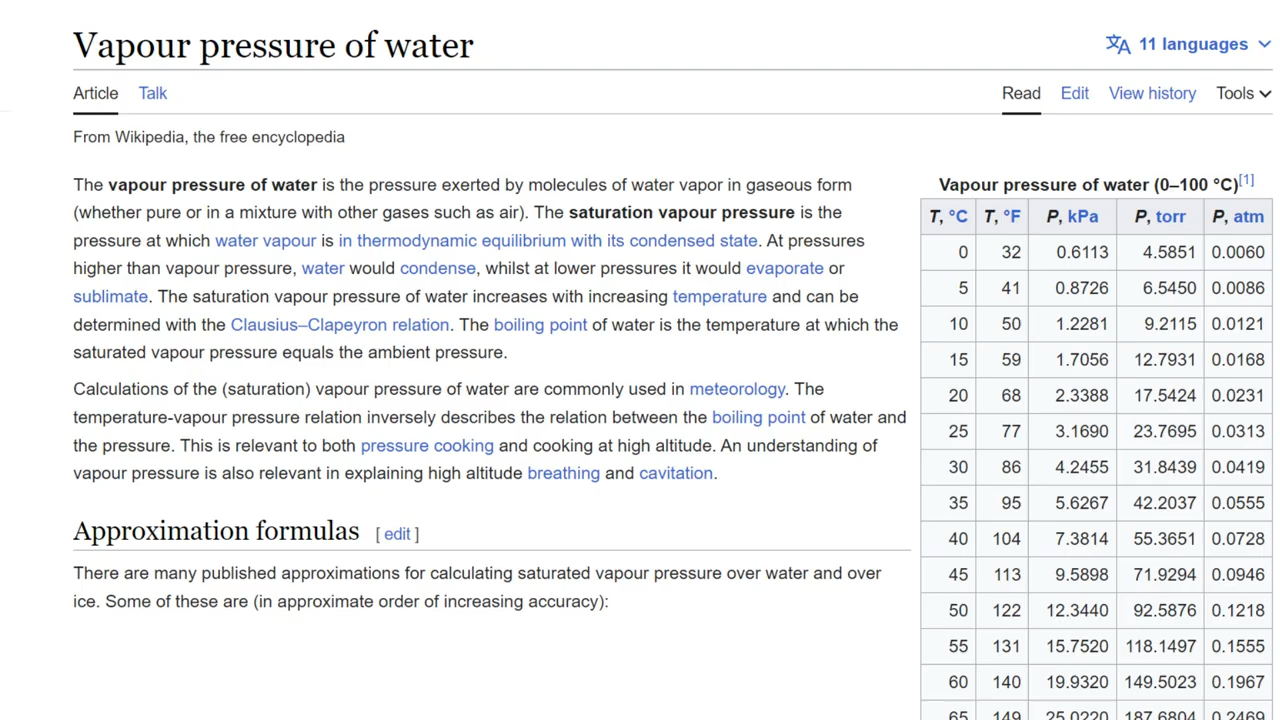 Vapour pressure of water
文A 11 languages
Article Talk
Read Edit View history Tools
From Wikipedia, the free encyclopedia
The vapour pressure of water is the pressure exerted by molecules of water vapor in gaseous form
(whether pure or in a mixture with other gases such as air). The saturation vapour pressure is the
pressure at which water vapour is in thermodynamic equilibrium with its condensed state. At pressures
higher than vapour pressure, water would condense, whilst at lower pressures it would evaporate or
sublimate. The saturation vapour pressure of water increases with increasing temperature and can be
determined with the Clausius–Clapeyron relation. The boiling point of water is the temperature at which the
saturated vapour pressure equals the ambient pressure.
Calculations of the (saturation) vapour pressure of water are commonly used in meteorology. The
temperature-vapour pressure relation inversely describes the relation between the boiling point of water and
the pressure. This is relevant to both pressure cooking and cooking at high altitude. An understanding of
vapour pressure is also relevant in explaining high altitude breathing and cavitation.
Approximation formulas [ edit ]
There are many published approximations for calculating saturated vapour pressure over water and over
ice. Some of these are (in approximate order of increasing accuracy):
Vapour pressure of water (0–100 °C)[1]
T, °C T, °F P, kPa P, torr P, atm
0 32 0.6113 4.5851 0.0060
5 41 0.8726 6.5450 0.0086
10 50 1.2281 9.2115 0.0121
15 59 1.7056 12.7931 0.0168
20 68 2.3388 17.5424 0.0231
25 77 3.1690 23.7695 0.0313
30 86 4.2455 31.8439 0.0419
35 95 5.6267 42.2037 0.0555
40 104 7.3814 55.3651 0.0728
45 113 9.5898 71.9294 0.0946
50 122 12.3440 92.5876 0.1218
55 131 15.7520 118.1497 0.1555
60 140 19.9320 149.5023 0.1967
65 149 25.0220 187.6804 0.2469